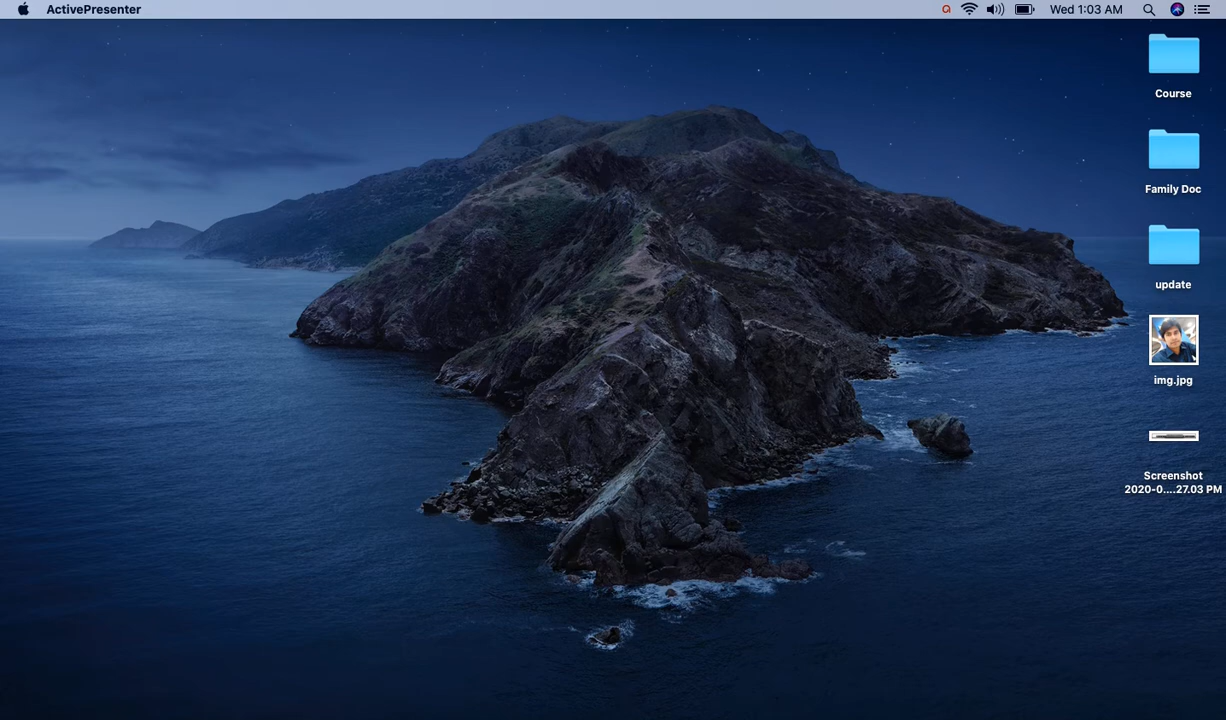 ActivePresenter
Wed 1:03 AM
Course
Family Doc
update
img.jpg
Screenshot
2020-0....27.03 PM